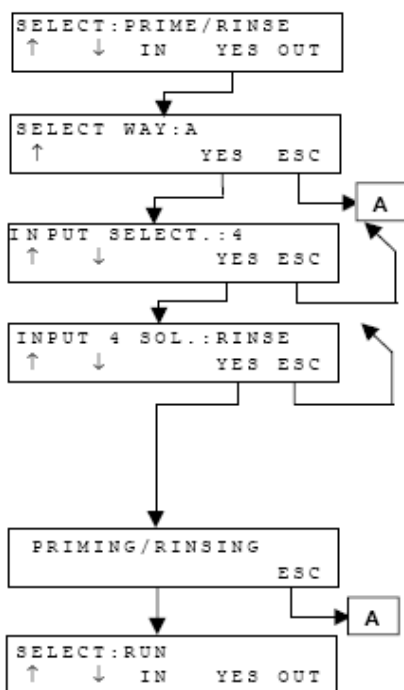 SELECT:PRIME/RINSE
↑ ↓ IN YES OUT
SELECT WAY:A
↑ YES ESC
A
INPUT SELECT.:4
↑ ↓ YES ESC
INPUT 4 SOL.:RINSE
↑ ↓ YES ESC
PRIMING/RINSING
ESC
A
SELECT:RUN
↑ ↓ IN YES OUT